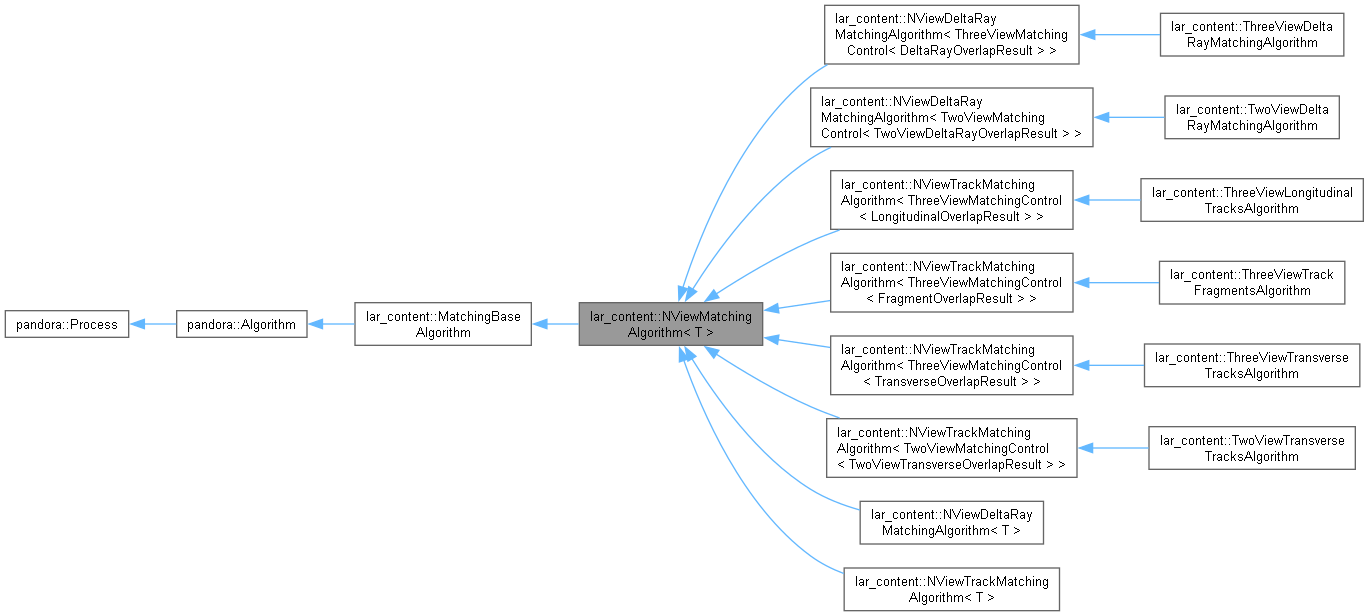 pandora::Process
pandora::Algorithm
lar_content::MatchingBase
Algorithm
lar_content::NViewMatching
Algorithm< T >
lar_content::NViewDeltaRay
MatchingAlgorithm< ThreeViewMatching
Control< DeltaRayOverlapResult > >
lar_content::ThreeViewDelta
RayMatchingAlgorithm
lar_content::NViewDeltaRay
MatchingAlgorithm< TwoViewMatching
Control< TwoViewDeltaRayOverlapResult > >
lar_content::TwoViewDelta
RayMatchingAlgorithm
lar_content::NViewTrackMatching
Algorithm< ThreeViewMatchingControl
< LongitudinalOverlapResult > >
lar_content::ThreeViewLongitudinal
TracksAlgorithm
lar_content::NViewTrackMatching
Algorithm< ThreeViewMatchingControl
< FragmentOverlapResult > >
lar_content::ThreeViewTrack
FragmentsAlgorithm
lar_content::NViewTrackMatching
Algorithm< ThreeViewMatchingControl
< TransverseOverlapResult > >
lar_content::ThreeViewTransverse
TracksAlgorithm
lar_content::NViewTrackMatching
Algorithm< TwoViewMatchingControl
< TwoViewTransverseOverlapResult > >
lar_content::TwoViewTransverse
TracksAlgorithm
lar_content::NViewDeltaRay
MatchingAlgorithm< T >
lar_content::NViewTrackMatching
Algorithm< T >